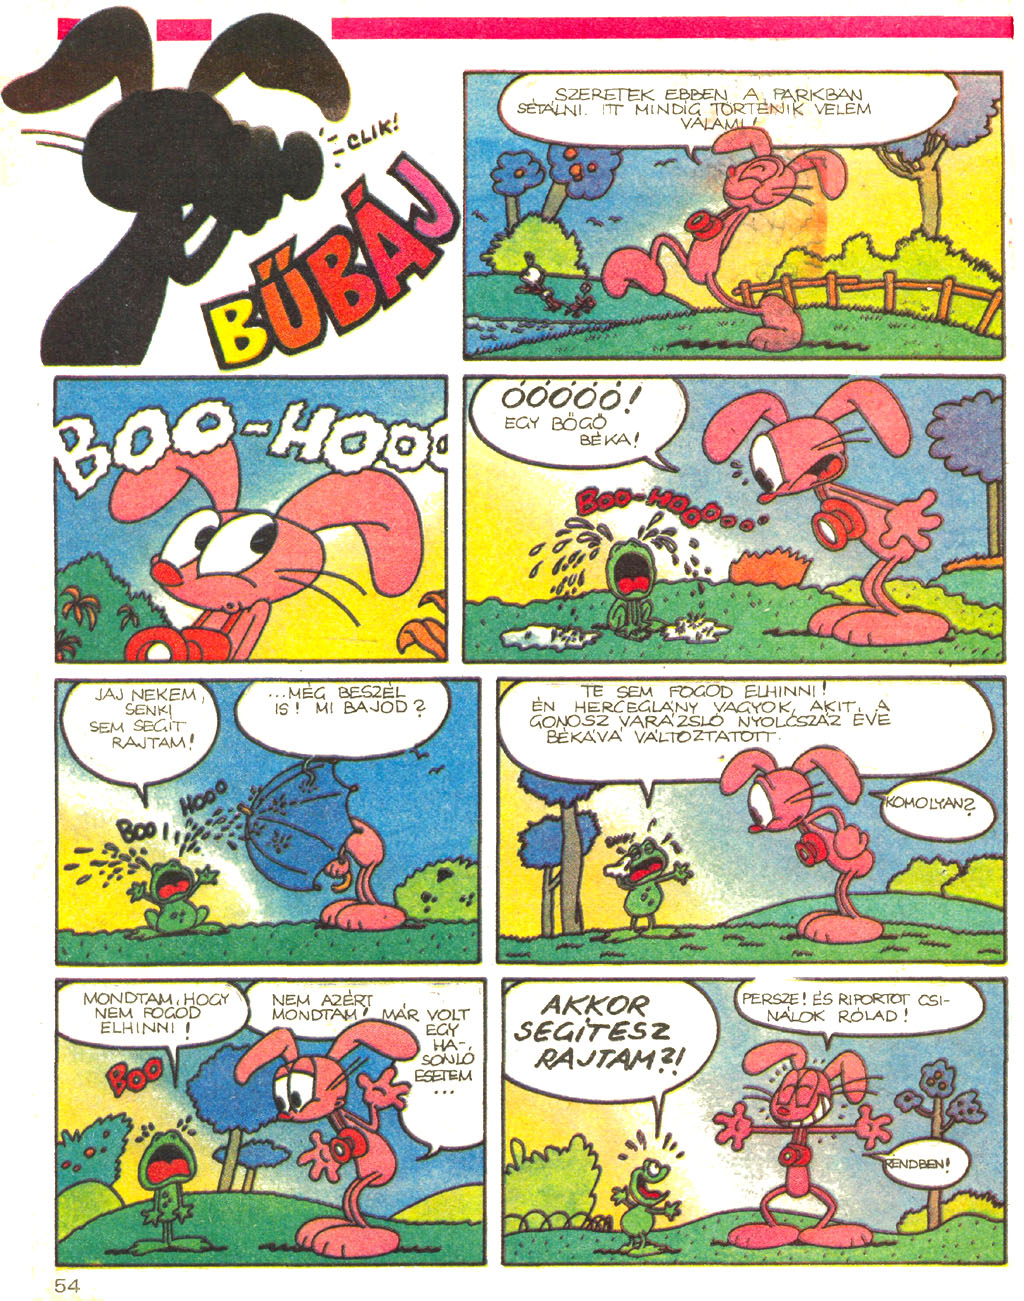 CLIK!
BŰBÁJ
SZERETEK EBBEN A PARKBAN
SÉTÁLNI. ITT MINDIG TÖRTÉNIK VELEM
VALAMI!
BOO-HOOO
ÓÓÓÓÓ!
EGY BŐGŐ
BÉKA!
BOO-HOOOOOO
JAJ NEKEM,
SENKI
SEM SEGÍT
RAJTAM!
...MÉG BESZÉL
IS! MI BAJOD?
HOOO
BOO!
TE SEM FOGOD ELHINNI!
ÉN HERCEGLÁNY VAGYOK, AKIT A
GONOSZ VARÁZSLÓ NYOLCSZÁZ ÉVE
BÉKÁVÁ VÁLTOZTATOTT.
KOMOLYAN?
MONDTAM, HOGY
NEM FOGOD
ELHINNI!
BOO
NEM AZÉRT
MONDTAM! MÁR VOLT
EGY
HA-
SONLÓ
ESETEM
...
AKKOR
SEGÍTESZ
RAJTAM?!
PERSZE! ÉS RIPORTOT CSI-
NÁLOK RÓLAD!
RENDBEN!
54